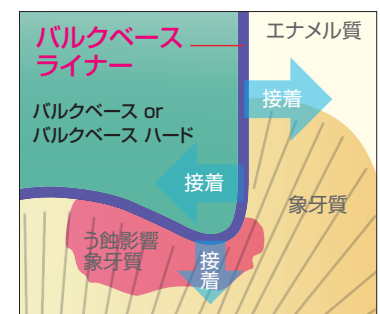 バルクベース
ライナー
エナメル質
接着
バルクベース or
バルクベース ハード
接着
象牙質
う蝕影響
象牙質
接着